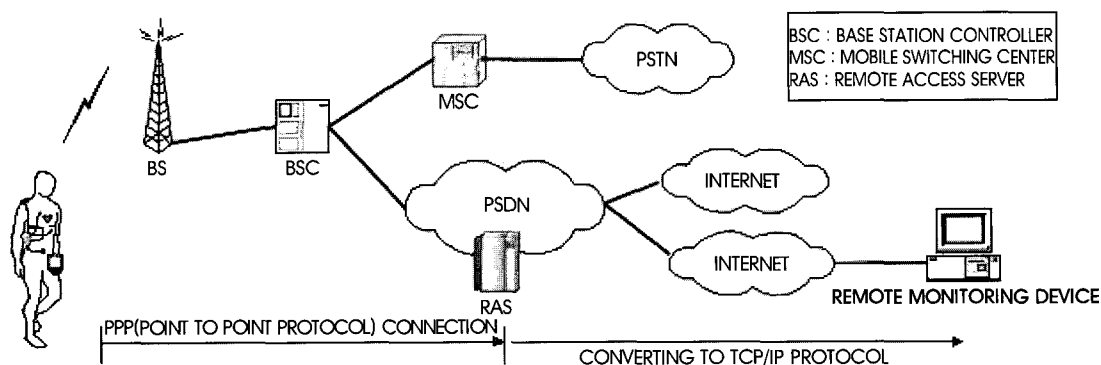 BSC : BASE STATION CONTROLLER
MSC : MOBILE SWITCHING CENTER
RAS : REMOTE ACCESS SERVER
PSTN
MSC
BS
BSC
PSDN
INTERNET
INTERNET
RAS
REMOTE MONITORING DEVICE
PPP(POINT TO POINT PROTOCOL) CONNECTION
CONVERTING TO TCP/IP PROTOCOL